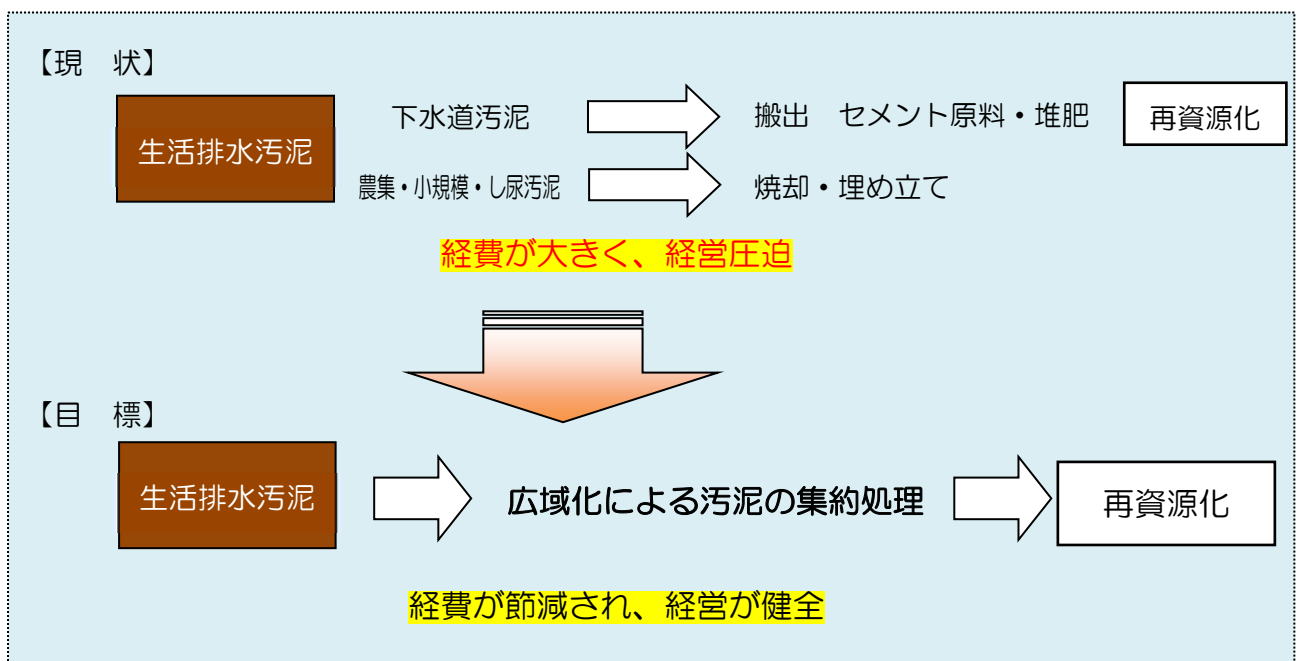 【現　状】
生活排水汚泥
下水道汚泥
搬出　セメント原料・堆肥
再資源化
農集・小規模・し尿汚泥
焼却・埋め立て
経費が大きく、経営圧迫
【目　標】
生活排水汚泥
広域化による汚泥の集約処理
再資源化
経費が節減され、経営が健全